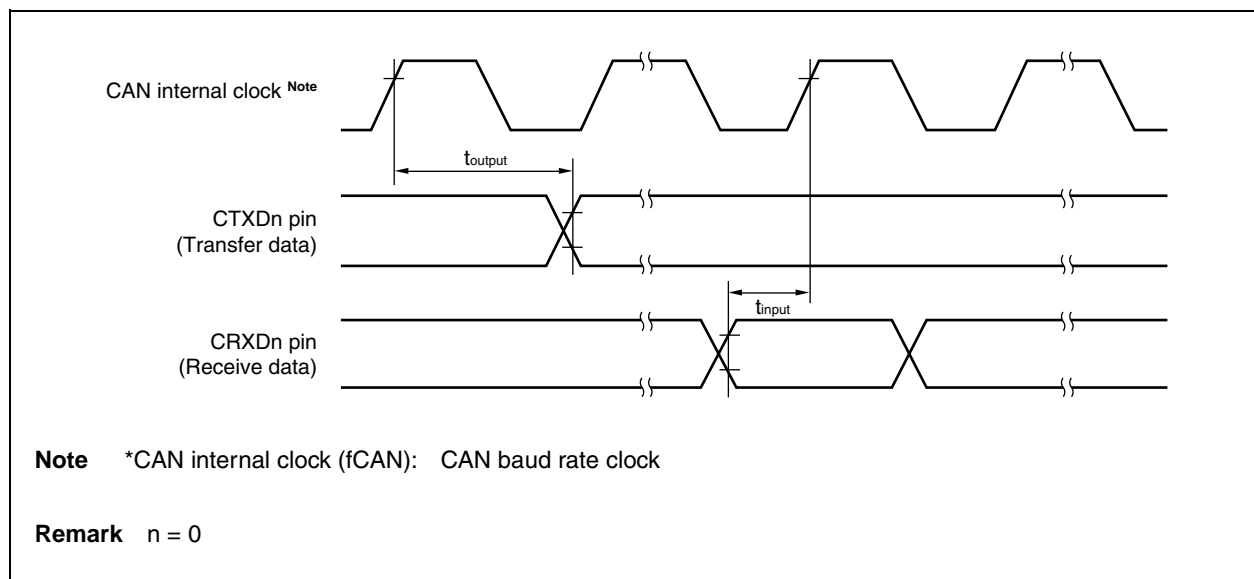 CAN internal clock Note
toutput
CTXDn pin
(Transfer data)
tinput
CRXDn pin
(Receive data)
Note *CAN internal clock (fCAN): CAN baud rate clock
Remark n = 0